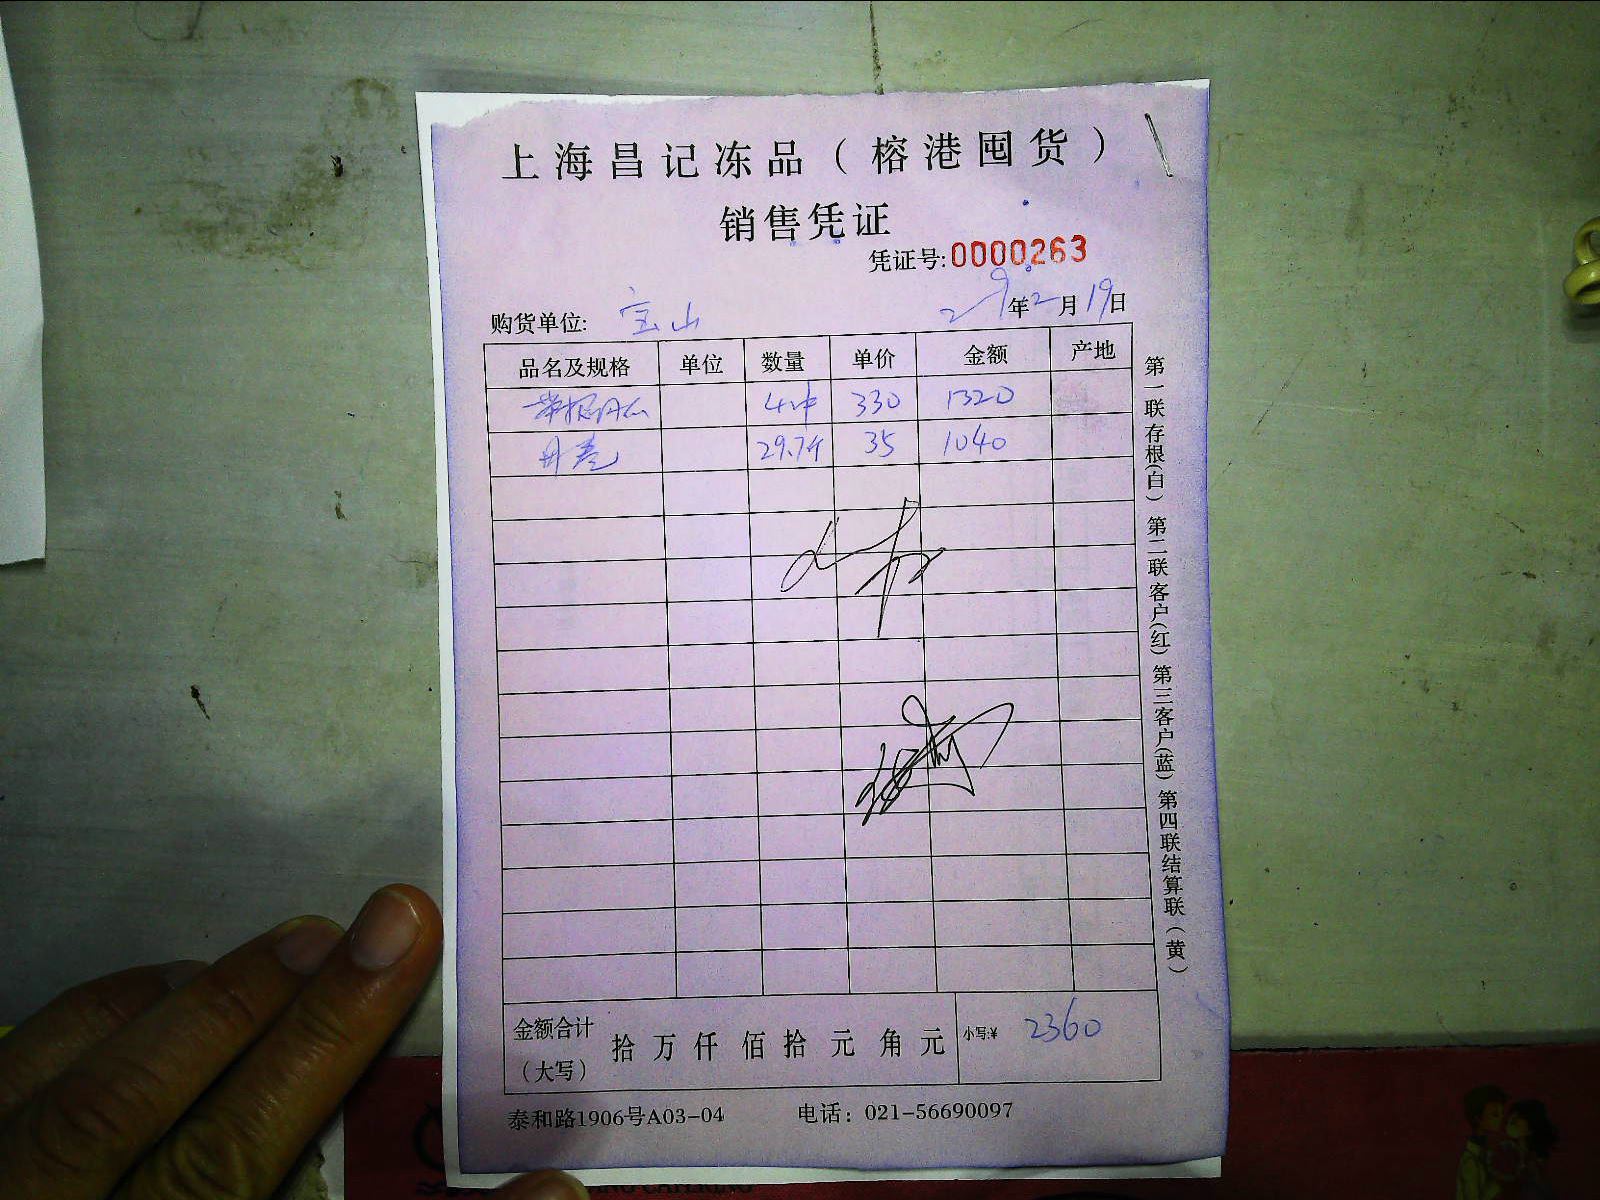 上海昌记冻品（榕港囤货）
销售凭证
凭证号:0000263
购货单位: 宝山 年2月19日
品名及规格 单位 数量 单价 金额 产地
4件 330 1320
29.7斤 35 1040
金额合计（大写） 拾 万 仟 佰 拾 元 角 元 小写:¥ 2360
泰和路1906号A03-04 电话：021-56690097
第一联存根(白) 第二联客户(红) 第三客户(蓝) 第四联结算联(黄)